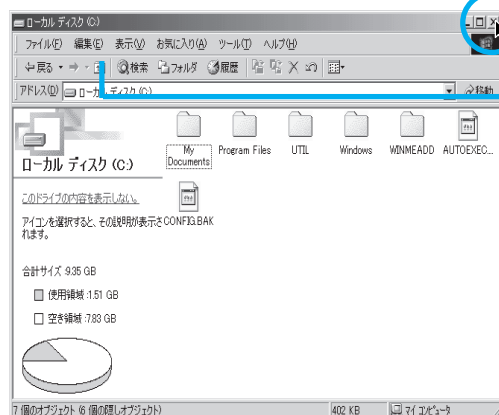 ローカル ディスク (C:)
ファイル(F) 編集(E) 表示(V) お気に入り(A) ツール(T) ヘルプ(H)
戻る 検索 フォルダ 履歴
アドレス(D) ローカル ディスク (C:) 移動
ローカル ディスク (C:)
My Documents
Program Files
UTIL
Windows
WINMEADD
AUTOEXEC...
CONFIG.BAK
このドライブの内容を表示しない。
アイコンを選択すると、その説明が表示さ
れます。
合計サイズ :9.35 GB
使用領域 :1.51 GB
空き領域 :7.83 GB
7 個のオブジェクト (6 個の隠しオブジェクト) 402 KB マイ コンピュータ